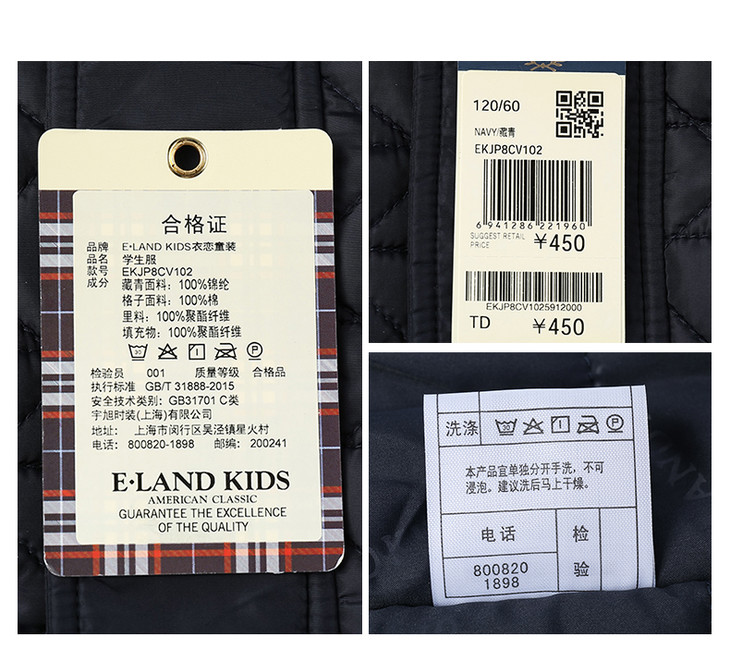 合格证
品牌 E·LAND KIDS衣恋童装
品名 学生服
款号 EKJP8CV102
成分 藏青面料：100%锦纶
格子面料：100%棉
里料：100%聚酯纤维
填充物：100%聚酯纤维
检验员 001 质量等级 合格品
执行标准 GB/T 31888-2015
安全技术类别：GB31701 C类
宇旭时装(上海)有限公司
地址： 上海市闵行区吴泾镇星火村
电话：800820-1898 邮编：200241
E·LAND KIDS
AMERICAN CLASSIC
GUARANTEE THE EXCELLENCE
OF THE QUALITY
120/60
NAVY/藏青
EKJP8CV102
6 941286 221960
SUGGEST RETAIL
PRICE
¥450
EKJP8CV1025912000
TD ¥450
洗涤
30
本产品宜单独分开手洗，不可
浸泡。建议洗后马上干燥。
电话
检
验
800820
1898